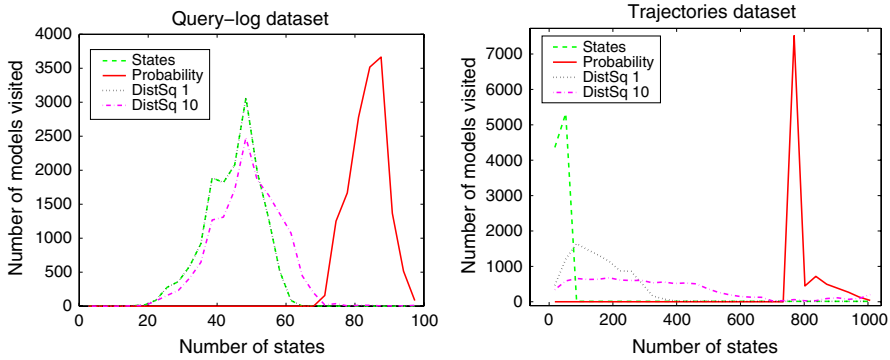 Query-log dataset
Number of models visited
4000
3500
3000
2500
2000
1500
1000
500
0
States
Probability
DistSq 1
DistSq 10
0
20
40
60
80
100
Number of states
Trajectories dataset
Number of models visited
7000
6000
5000
4000
3000
2000
1000
0
States
Probability
DistSq 1
DistSq 10
0
200
400
600
800
1000
Number of states